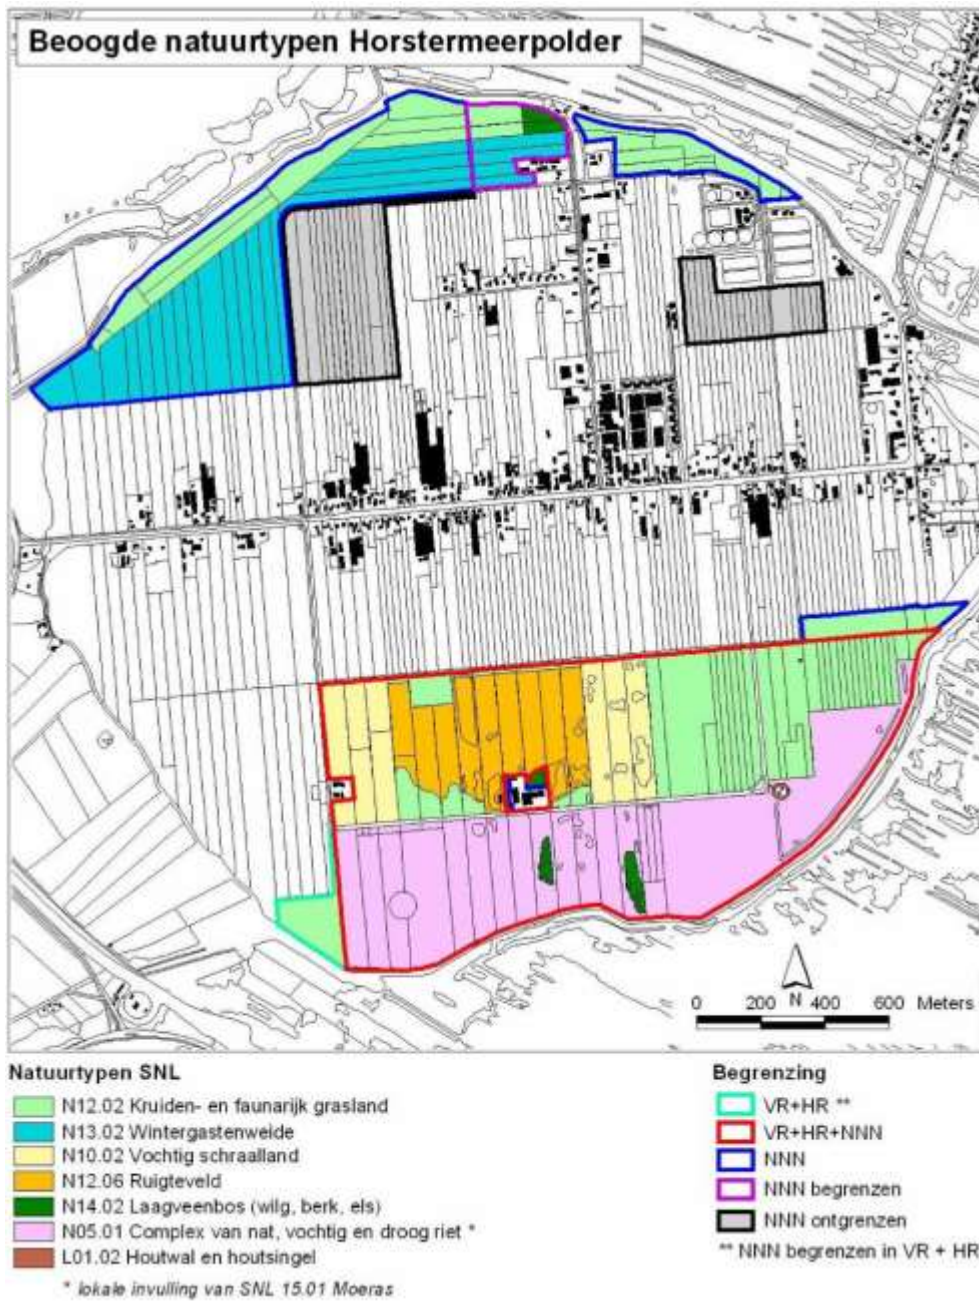 Beoogde natuurtypen Horstermeerpolder
N
0 200 400 600 Meters
Natuurtypen SNL
N12.02 Kruiden- en faunarijk grasland
N13.02 Wintergastenweide
N10.02 Vochtig schraalland
N12.06 Ruigteveld
N14.02 Laagveenbos (wilg, berk, els)
N05.01 Complex van nat, vochtig en droog riet *
L01.02 Houtwal en houtsingel
* lokale invulling van SNL 15.01 Moeras
Begrenzing
VR+HR **
VR+HR+NNN
NNN
NNN begrenzen
NNN ontgrenzen
** NNN begrenzen in VR + HR